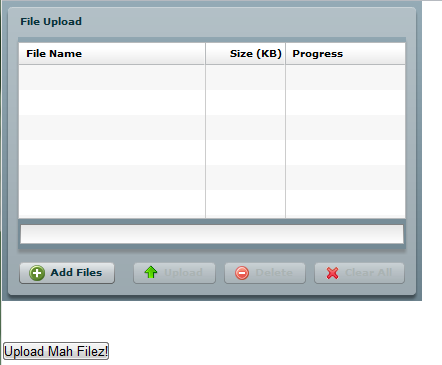 File Upload
File Name Size (KB) Progress
Add Files Upload Delete Clear All
Upload Mah Filez!